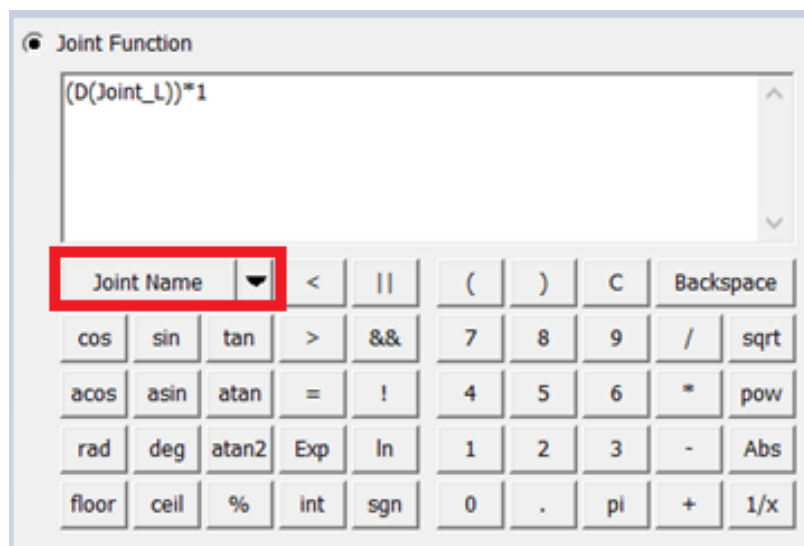 Joint Function
(D(Joint_L))*1
Joint Name < || ( ) C Backspace
cos sin tan > && 7 8 9 / sqrt
acos asin atan = ! 4 5 6 * pow
rad deg atan2 Exp ln 1 2 3 - Abs
floor ceil % int sgn 0 . pi + 1/x